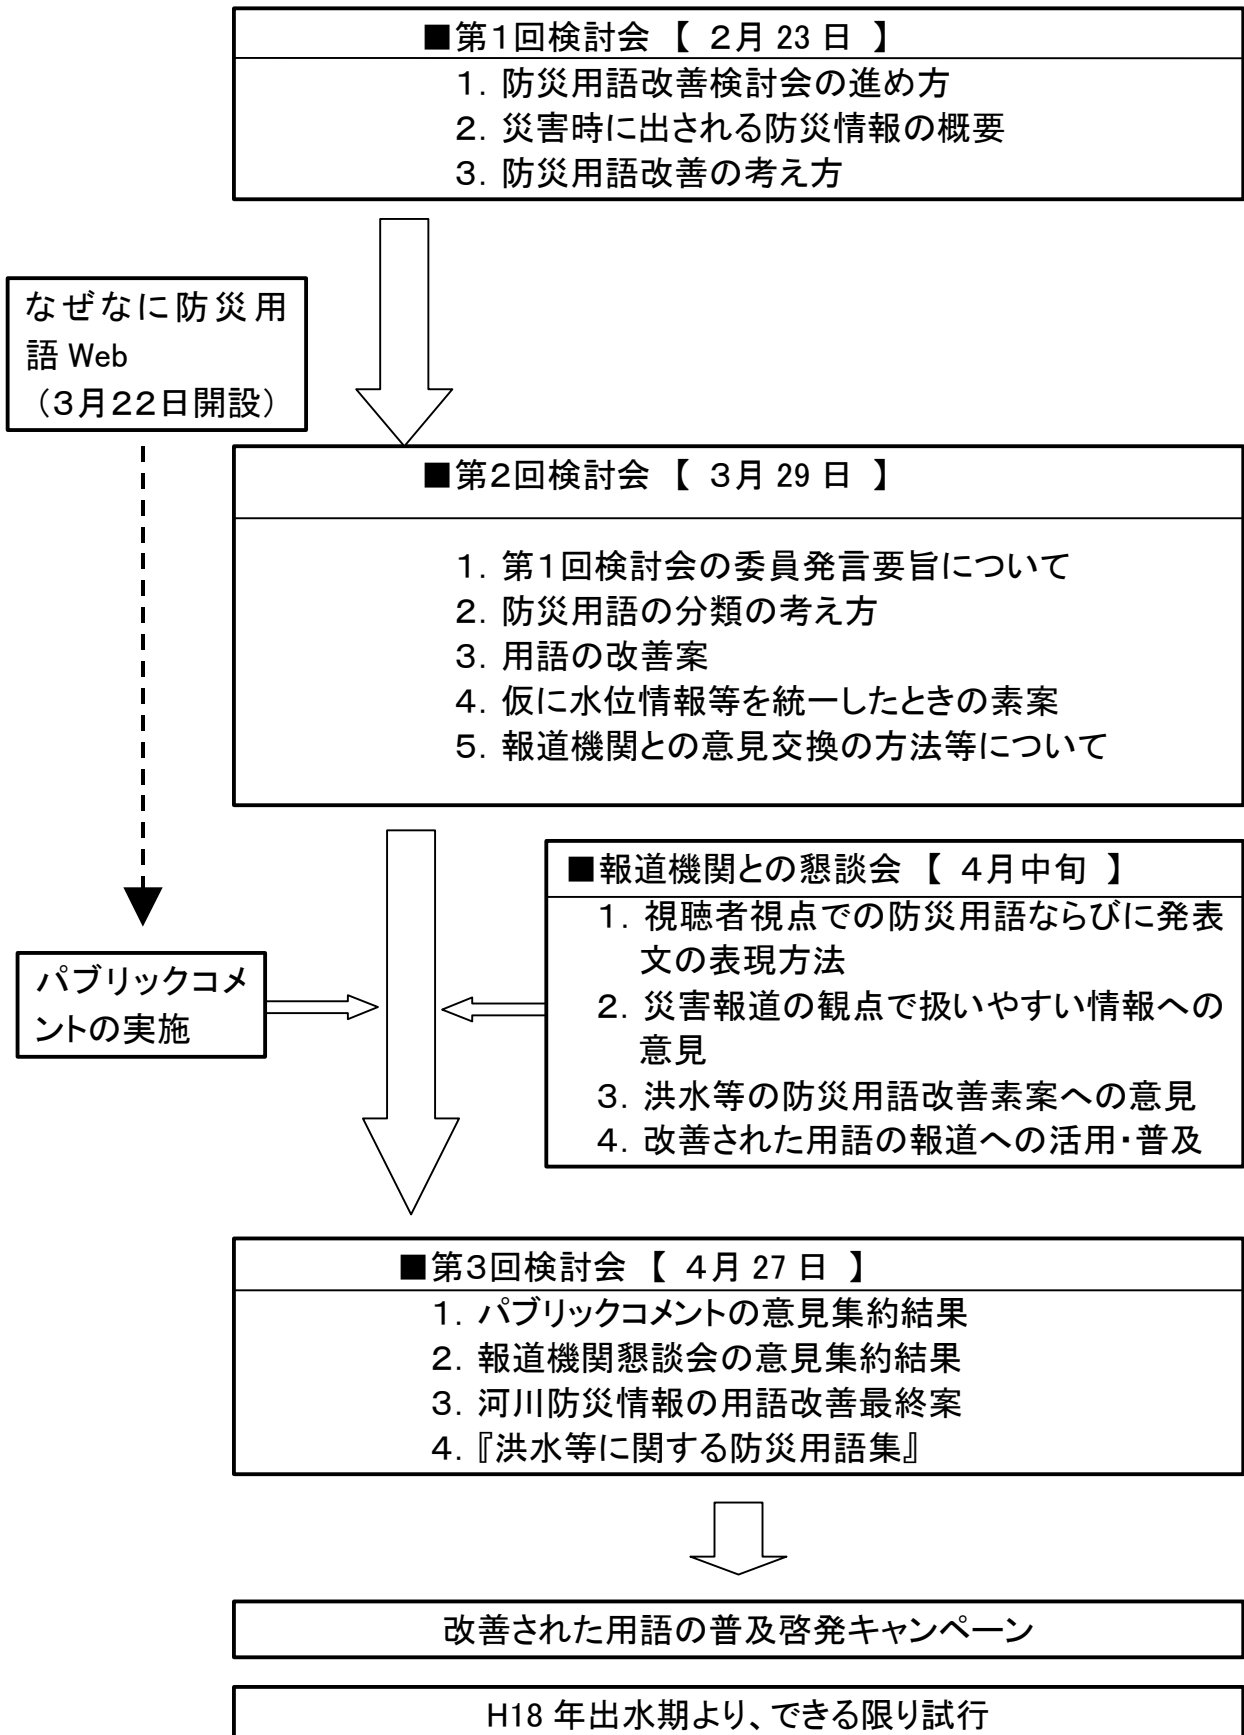 ■第1回検討会 【 2月 23 日 】
1. 防災用語改善検討会の進め方
2. 災害時に出される防災情報の概要
3. 防災用語改善の考え方
なぜなに防災用
語 Web
（3月22日開設）
■第2回検討会 【 3月 29 日 】
1. 第1回検討会の委員発言要旨について
2. 防災用語の分類の考え方
3. 用語の改善案
4. 仮に水位情報等を統一したときの素案
5. 報道機関との意見交換の方法等について
■報道機関との懇談会 【 4月中旬 】
1. 視聴者視点での防災用語ならびに発表
文の表現方法
2. 災害報道の観点で扱いやすい情報への
意見
3. 洪水等の防災用語改善素案への意見
4. 改善された用語の報道への活用・普及
パブリックコメ
ントの実施
■第3回検討会 【 4月 27 日 】
1. パブリックコメントの意見集約結果
2. 報道機関懇談会の意見集約結果
3. 河川防災情報の用語改善最終案
4. 『洪水等に関する防災用語集』
改善された用語の普及啓発キャンペーン
H18 年出水期より、できる限り試行